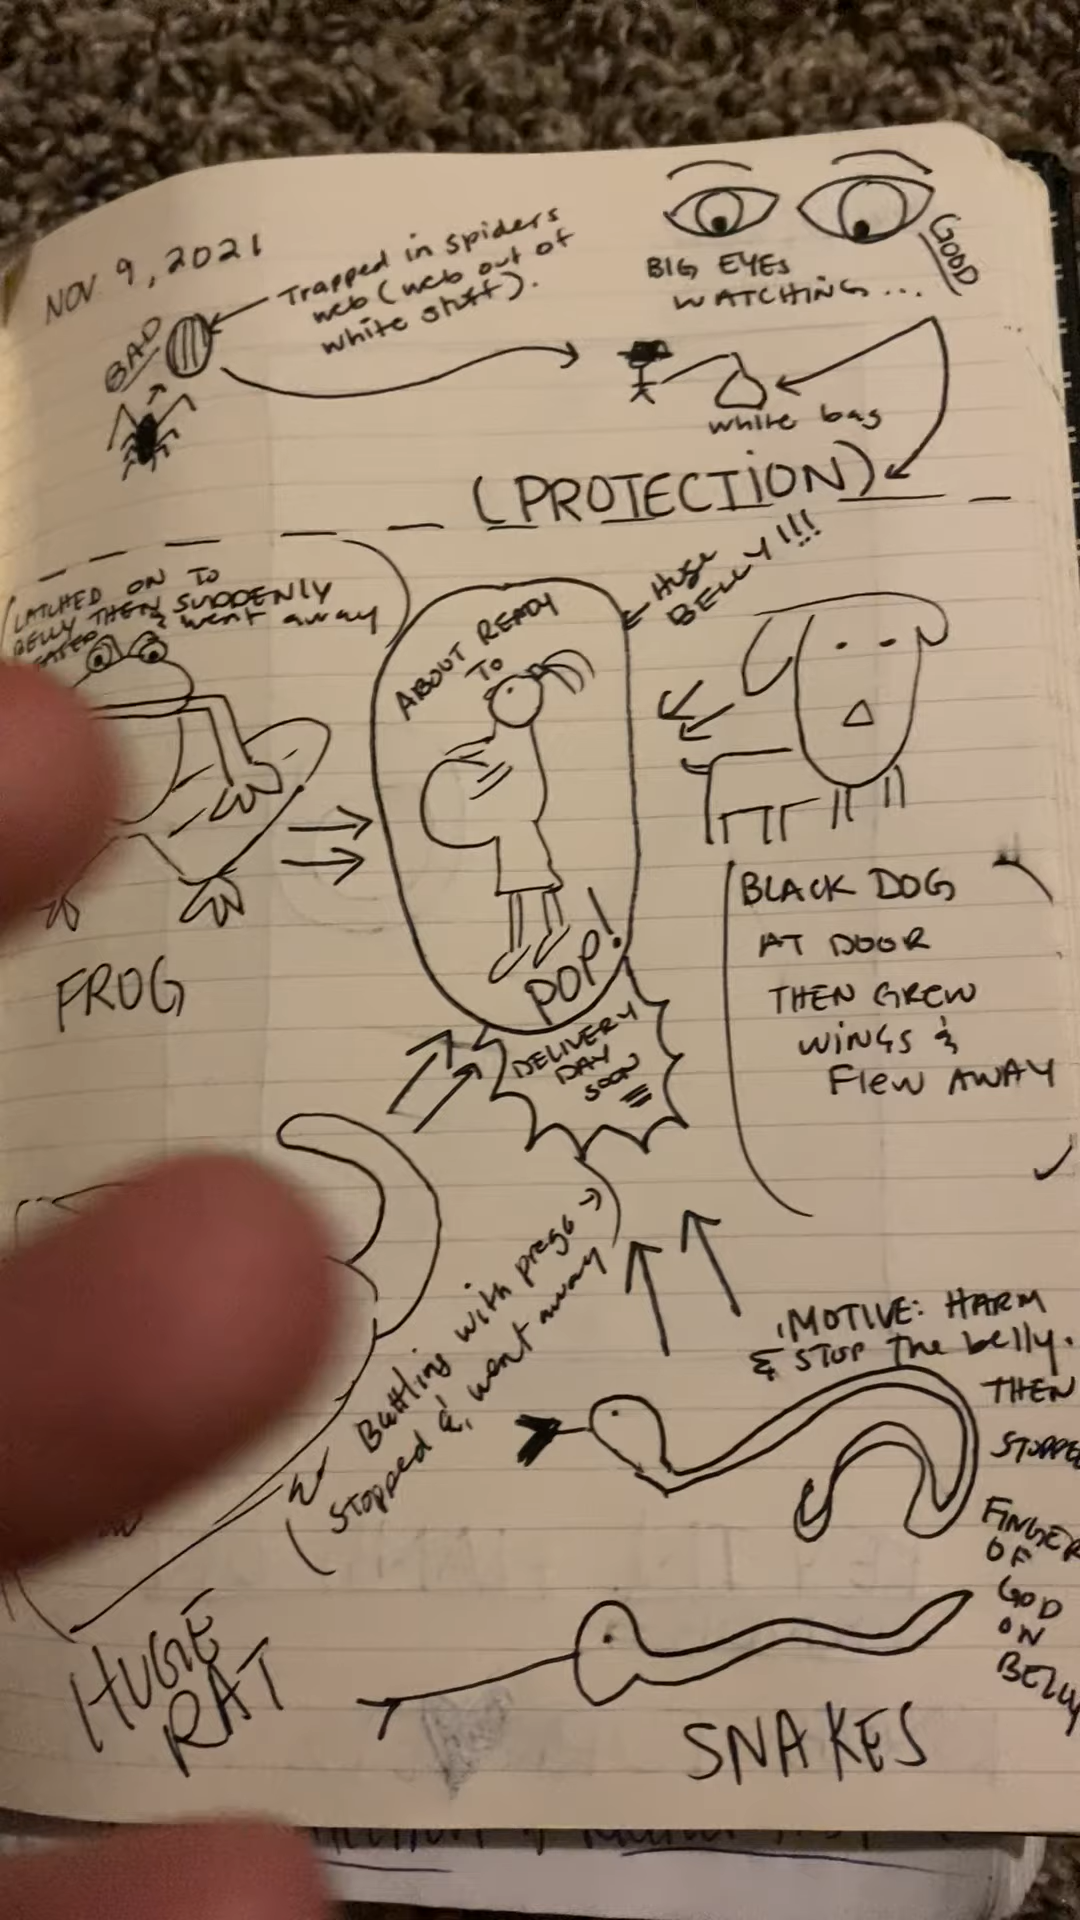 NOV 9, 2021
Trapped in spiders
web (web out of
white stuff).
BAD
BIG EYES
WATCHING...
GOOD
white bag
(PROTECTION)
LATCHED ON TO
BELLY THEN SUDDENLY
& went away
FROG
ABOUT READY
TO
POP!
Huge
BELLY!!!
DELIVERY
DAY
SOON
BLACK DOG
AT DOOR
THEN GREW
WINGS &
Flew AWAY
Battling with prego
stopped & went away
HUGE
RAT
MOTIVE: HARM
& STOP The belly.
THEN
FINGER
OF
GOD
ON
BELLY
SNAKES